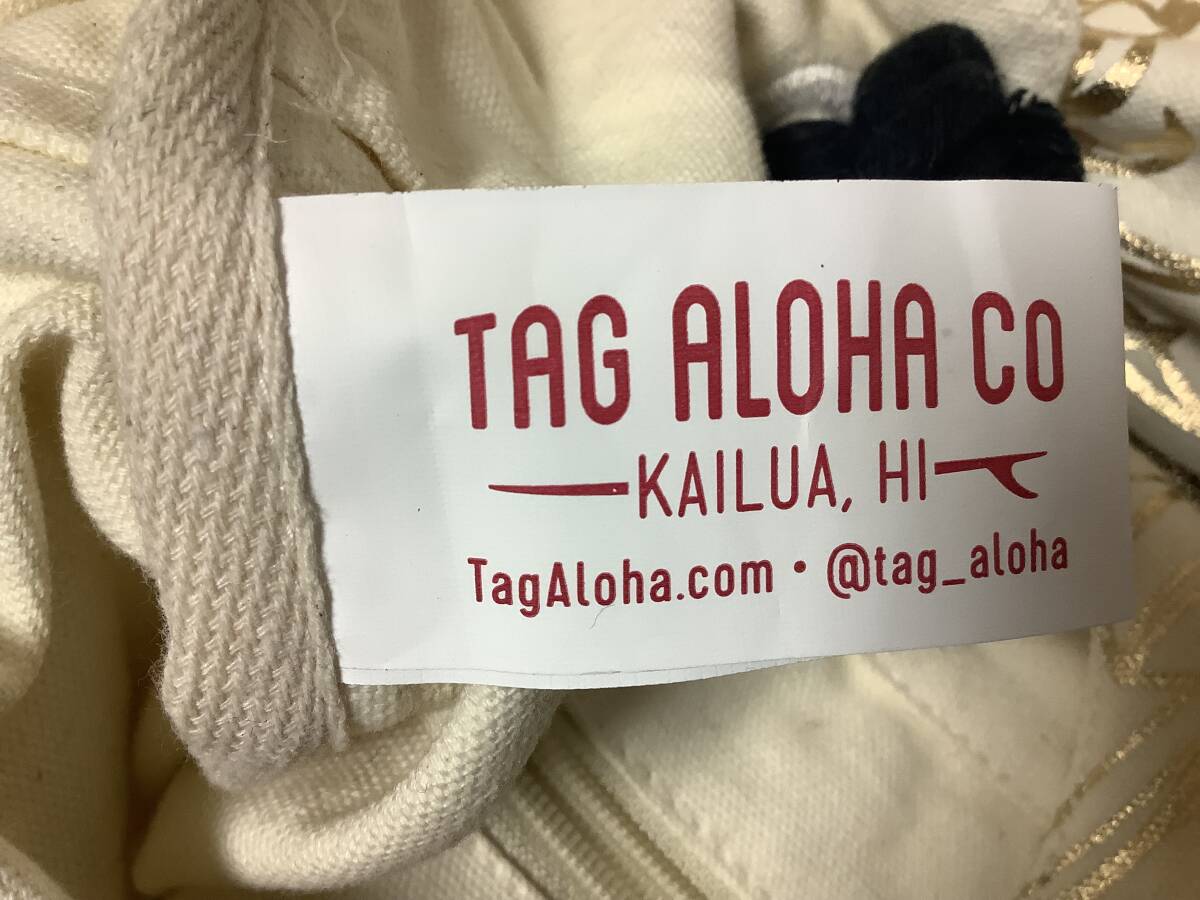 TAG ALOHA CO
KAILUA, HI
TagAloha.com • @tag_aloha